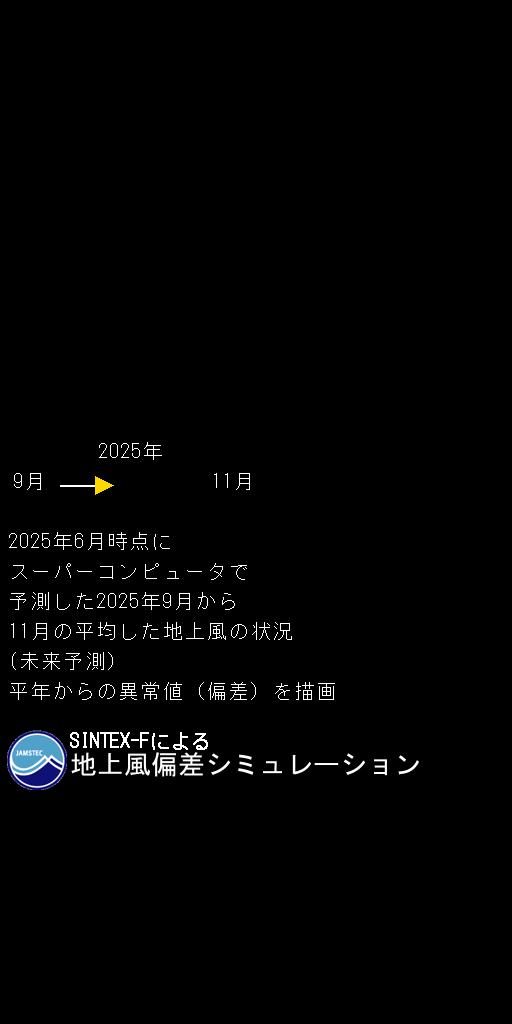 2025年
9月 11月
2025年6月時点に
スーパーコンピュータで
予測した2025年9月から
11月の平均した地上風の状況
(未来予測)
平年からの異常値（偏差）を描画
SINTEX-Fによる
JAMSTEC
地上風偏差シミュレーション